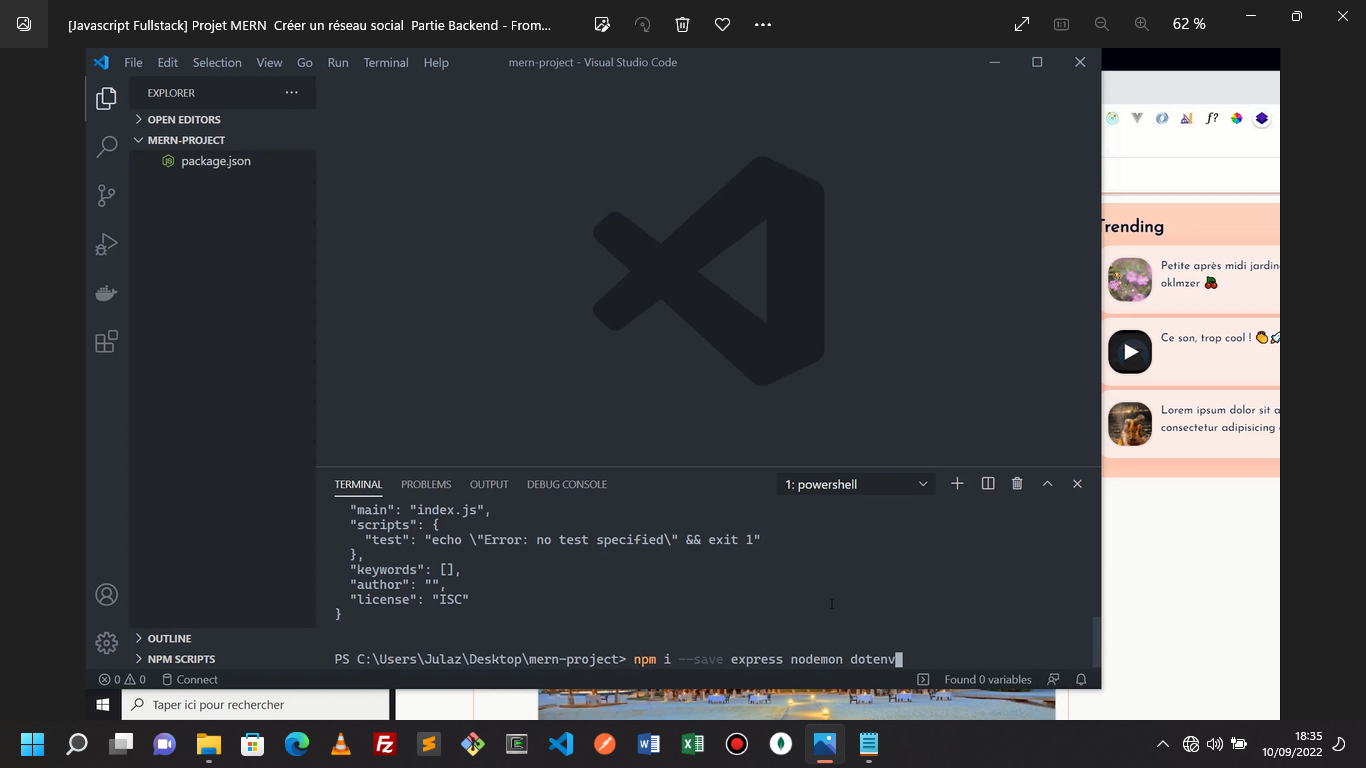 [Javascript Fullstack] Projet MERN Créer un réseau social Partie Backend - From...
62 %
File Edit Selection View Go Run Terminal Help
mern-project - Visual Studio Code
EXPLORER
OPEN EDITORS
MERN-PROJECT
package.json
OUTLINE
NPM SCRIPTS
TERMINAL PROBLEMS OUTPUT DEBUG CONSOLE
1: powershell
"main": "index.js",
"scripts": {
"test": "echo \"Error: no test specified\" && exit 1"
},
"keywords": [],
"author": "",
"license": "ISC"
}
PS C:\Users\Julaz\Desktop\mern-project> npm i --save express nodemon dotenv
0 0 Connect
Found 0 variables
f?
Trending
Petite après midi jardin
oklmzer
Ce son, trop cool !
Lorem ipsum dolor sit a
consectetur adipisicing
Taper ici pour rechercher
18:35
10/09/2022